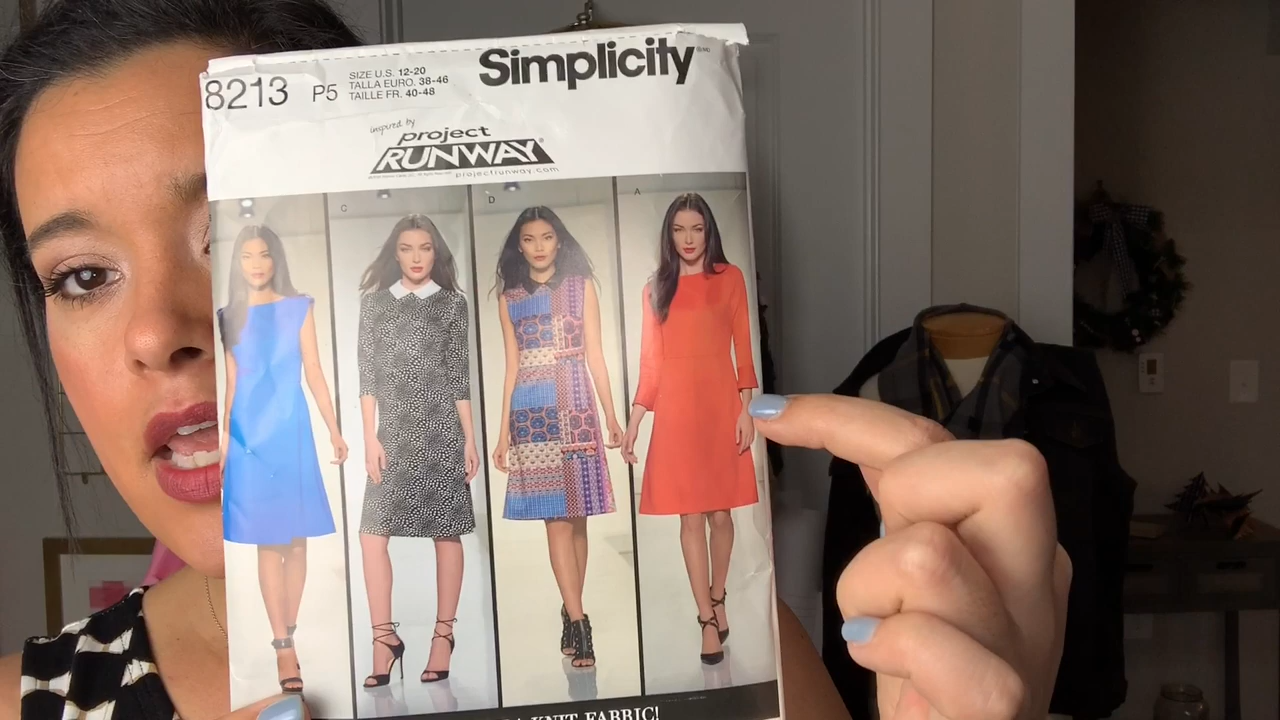 8213
P5
SIZE U.S. 12-20
TALLA EURO. 38-46
TAILLE FR. 40-48
Simplicity
inspired by
project
RUNWAY
projectrunway.com
C
D
A
KNIT FABRIC!